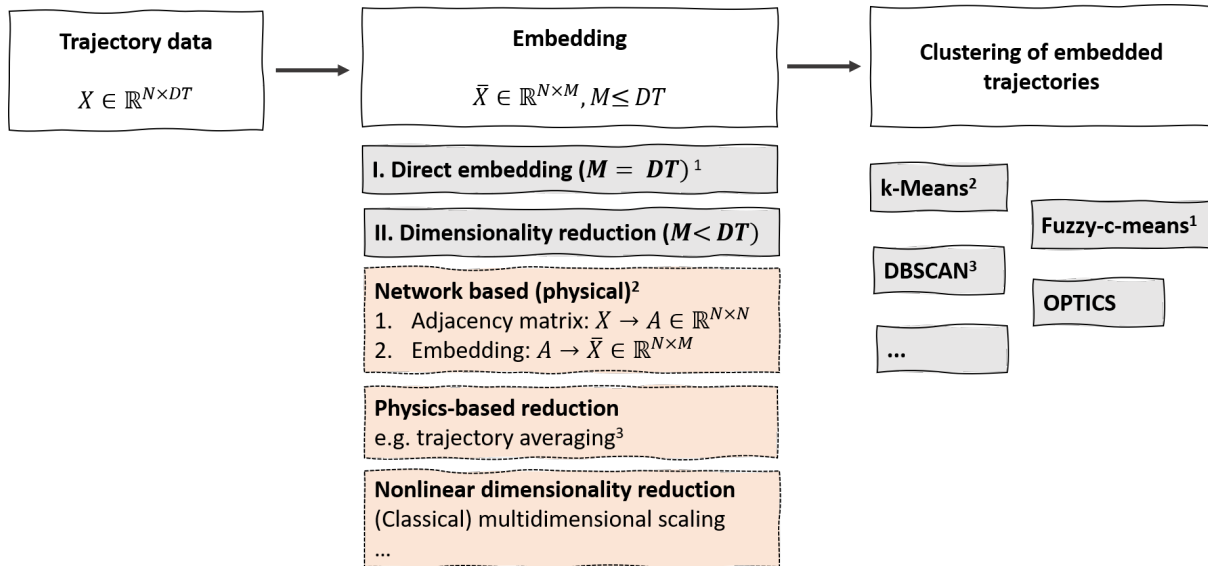 Trajectory data
X ∈ ℝ^{N×DT}
Embedding
X̄ ∈ ℝ^{N×M}, M ≤ DT
Clustering of embedded
trajectories
I. Direct embedding (M = DT) ¹
II. Dimensionality reduction (M < DT)
Network based (physical)²
1. Adjacency matrix: X → A ∈ ℝ^{N×N}
2. Embedding: A → X̄ ∈ ℝ^{N×M}
Physics-based reduction
e.g. trajectory averaging³
Nonlinear dimensionality reduction
(Classical) multidimensional scaling
...
k-Means²
Fuzzy-c-means¹
DBSCAN³
OPTICS
...